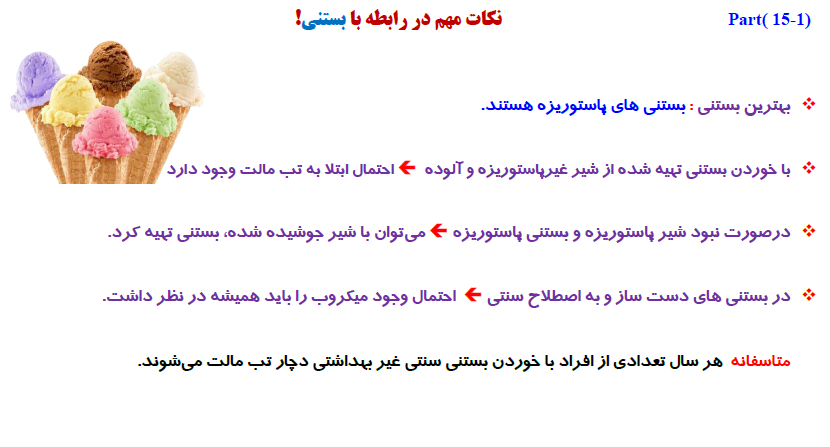 Part( 15-1)
نکات مهم در رابطه با بستنی!
❖ بهترین بستنی : بستنی های پاستوریزه هستند.
❖ با خوردن بستنی تهیه شده از شیر غیرپاستوریزه و آلوده ← احتمال ابتلا به تب مالت وجود دارد
❖ درصورت نبود شیر پاستوریزه و بستنی پاستوریزه ← می‌توان با شیر جوشیده شده، بستنی تهیه کرد.
❖ در بستنی های دست ساز و به اصطلاح سنتی ← احتمال وجود میکروب را باید همیشه در نظر داشت.
متاسفانه هر سال تعدادی از افراد با خوردن بستنی سنتی غیر بهداشتی دچار تب مالت می‌شوند.